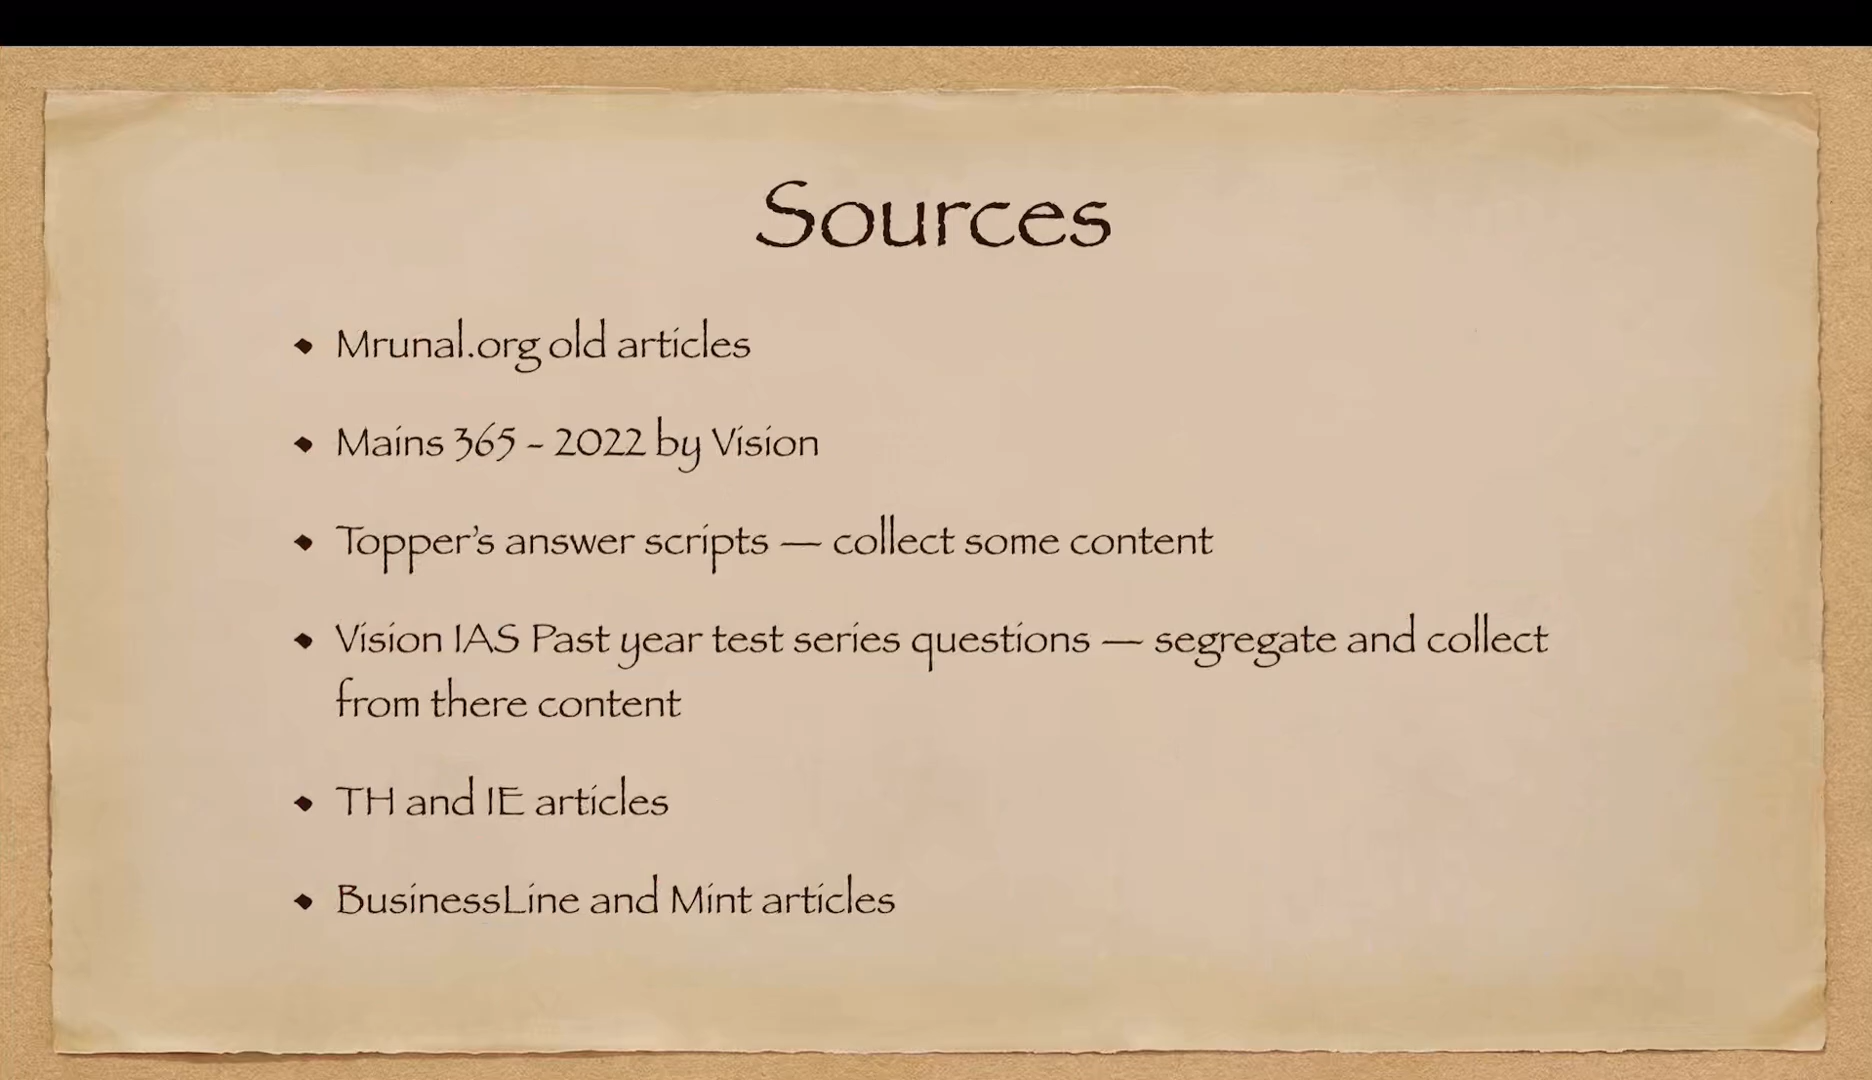 Sources
• Mrunal.org old articles
• Mains 365 - 2022 by Vision
• Topper's answer scripts — collect some content
• Vision IAS Past year test series questions — segregate and collect
from there content
• TH and IE articles
• BusinessLine and Mint articles